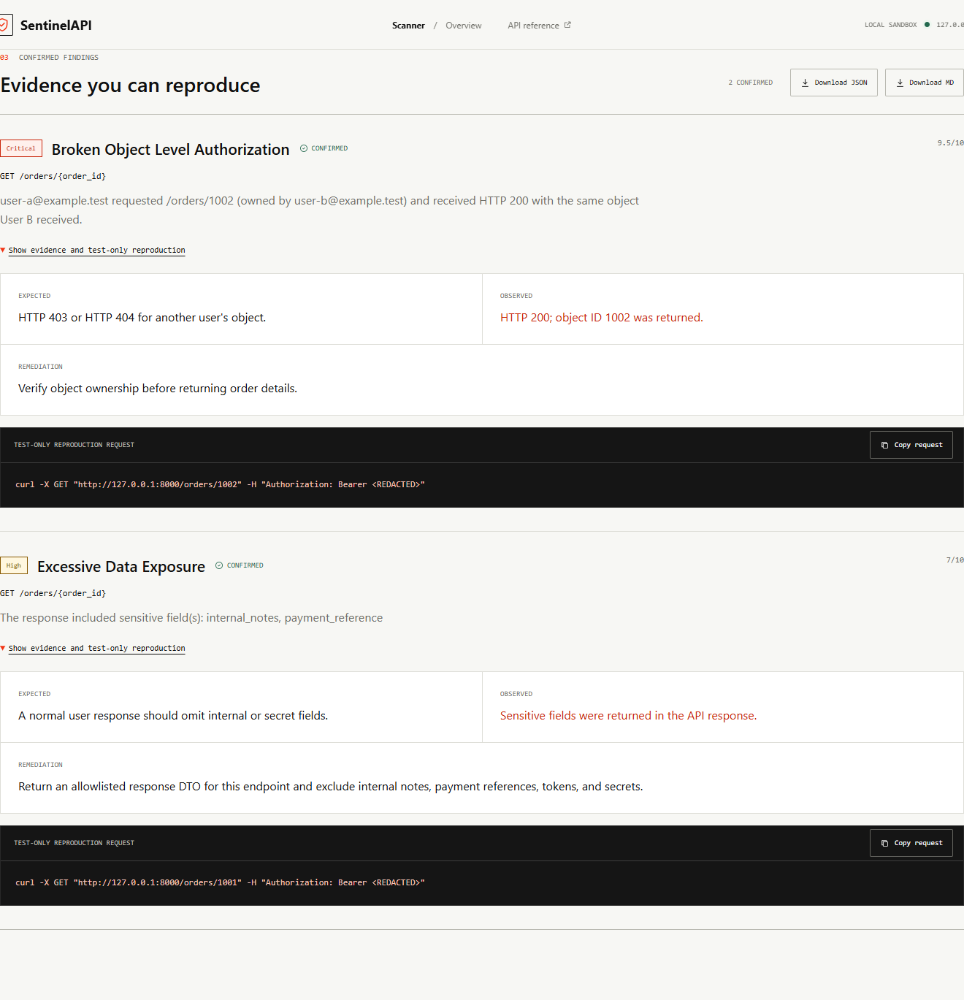 SentinelAPI
Scanner / Overview API reference
LOCAL SANDBOX 127.0.0
03 CONFIRMED FINDINGS
Evidence you can reproduce
2 CONFIRMED
Download JSON
Download MD
Critical Broken Object Level Authorization CONFIRMED
9.5/10
GET /orders/{order_id}
user-a@example.test requested /orders/1002 (owned by user-b@example.test) and received HTTP 200 with the same object
User B received.
Show evidence and test-only reproduction
EXPECTED
HTTP 403 or HTTP 404 for another user's object.
OBSERVED
HTTP 200; object ID 1002 was returned.
REMEDIATION
Verify object ownership before returning order details.
TEST-ONLY REPRODUCTION REQUEST
Copy request
curl -X GET "http://127.0.0.1:8000/orders/1002" -H "Authorization: Bearer <REDACTED>"
High Excessive Data Exposure CONFIRMED
7/10
GET /orders/{order_id}
The response included sensitive field(s): internal_notes, payment_reference
Show evidence and test-only reproduction
EXPECTED
A normal user response should omit internal or secret fields.
OBSERVED
Sensitive fields were returned in the API response.
REMEDIATION
Return an allowlisted response DTO for this endpoint and exclude internal notes, payment references, tokens, and secrets.
TEST-ONLY REPRODUCTION REQUEST
Copy request
curl -X GET "http://127.0.0.1:8000/orders/1001" -H "Authorization: Bearer <REDACTED>"